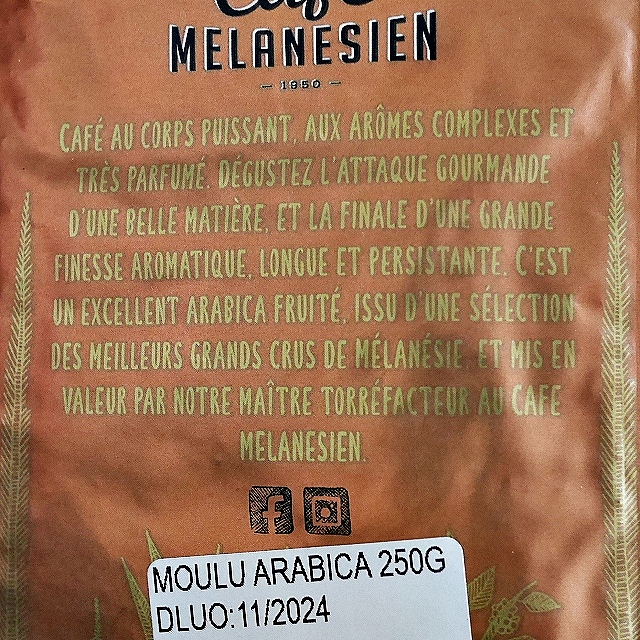 Café
MELANESIEN
– 1950 –
CAFÉ AU CORPS PUISSANT, AUX ARÔMES COMPLEXES ET
TRÈS PARFUMÉ. DÉGUSTEZ L'ATTAQUE GOURMANDE
D'UNE BELLE MATIÈRE, ET LA FINALE D'UNE GRANDE
FINESSE AROMATIQUE, LONGUE ET PERSISTANTE. C'EST
UN EXCELLENT ARABICA FRUITÉ, ISSU D'UNE SÉLECTION
DES MEILLEURS GRANDS CRUS DE MÉLANÉSIE, ET MIS EN
VALEUR PAR NOTRE MAÎTRE TORRÉFACTEUR AU CAFE
MELANESIEN.
MOULU ARABICA 250G
DLUO:11/2024